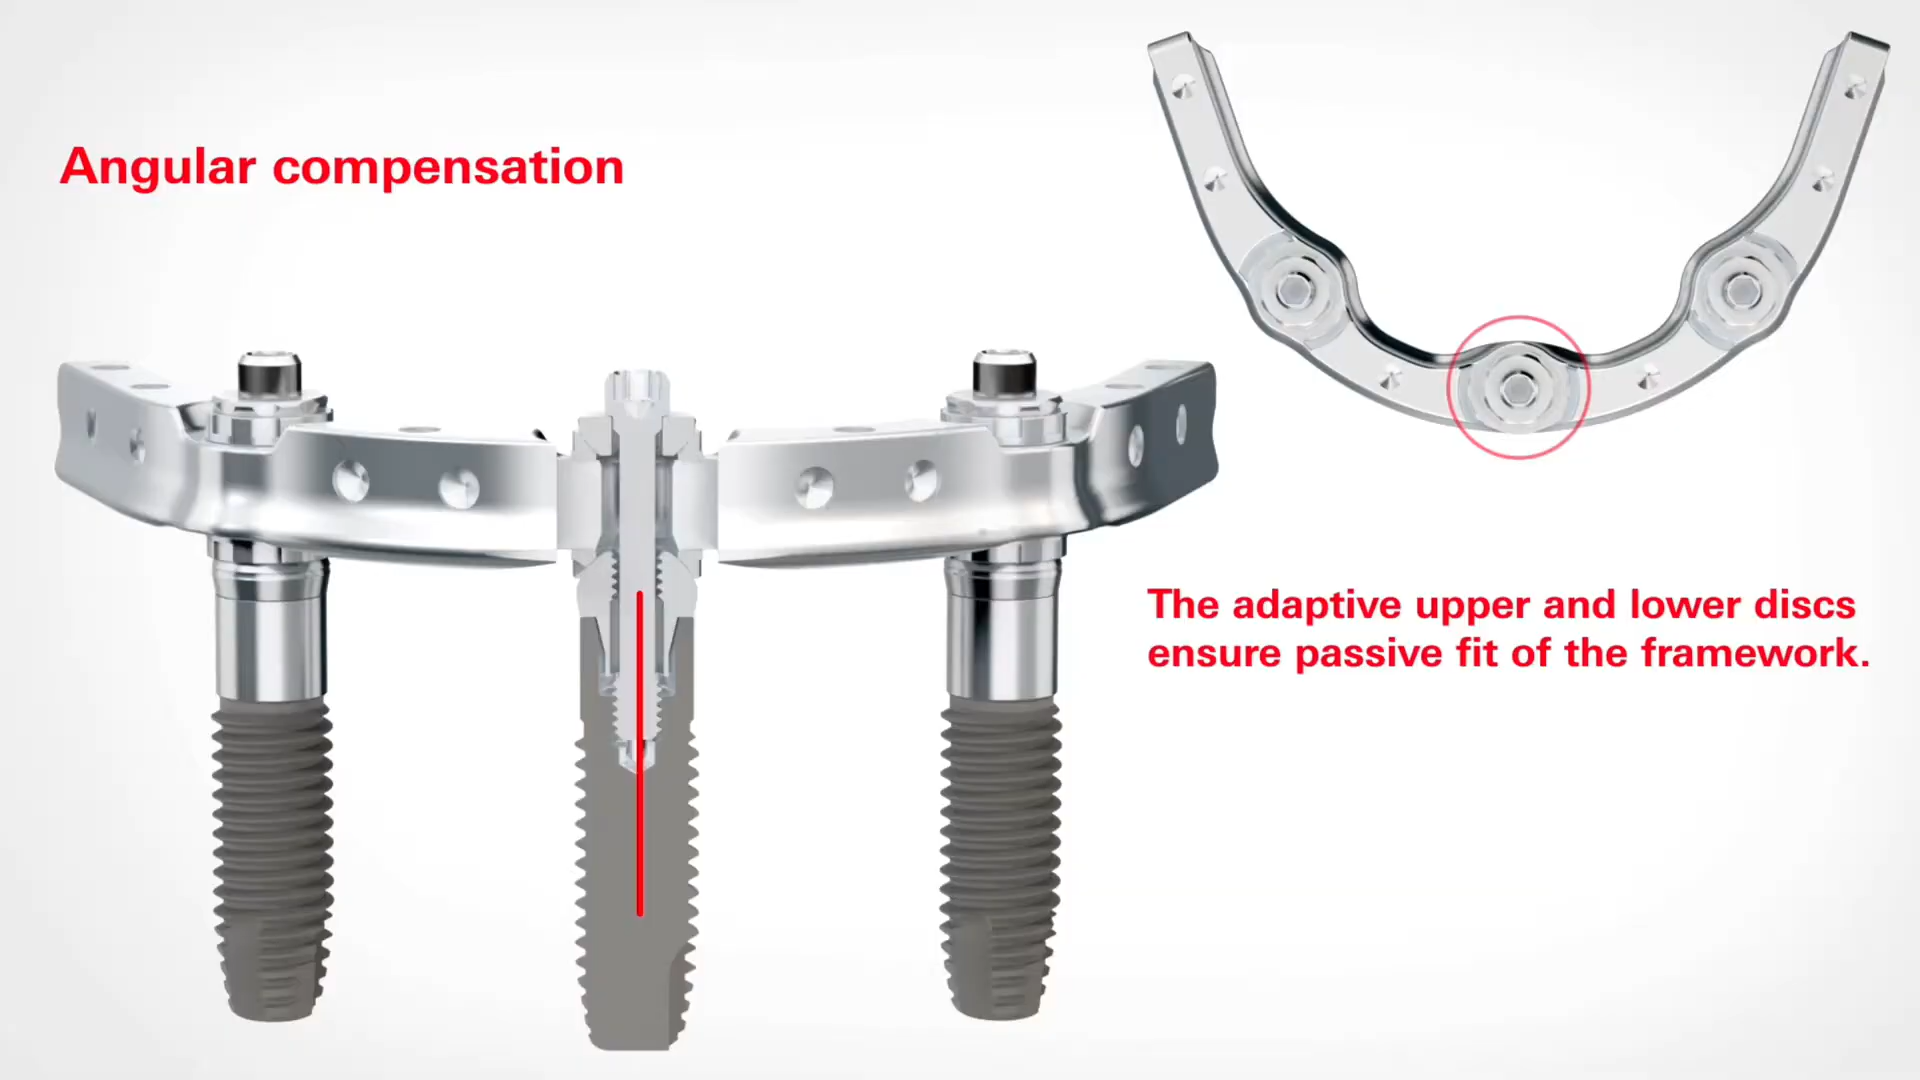 Angular compensation
The adaptive upper and lower discs
ensure passive fit of the framework.